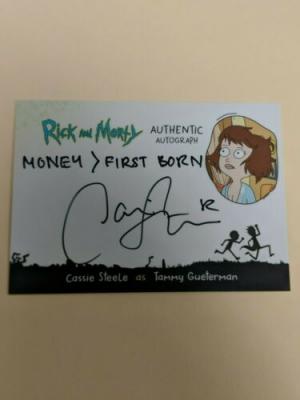 Rick and Morty
AUTHENTIC
AUTOGRAPH
MONEY > FIRST BORN
Cassie Steele as Tammy Gueterman